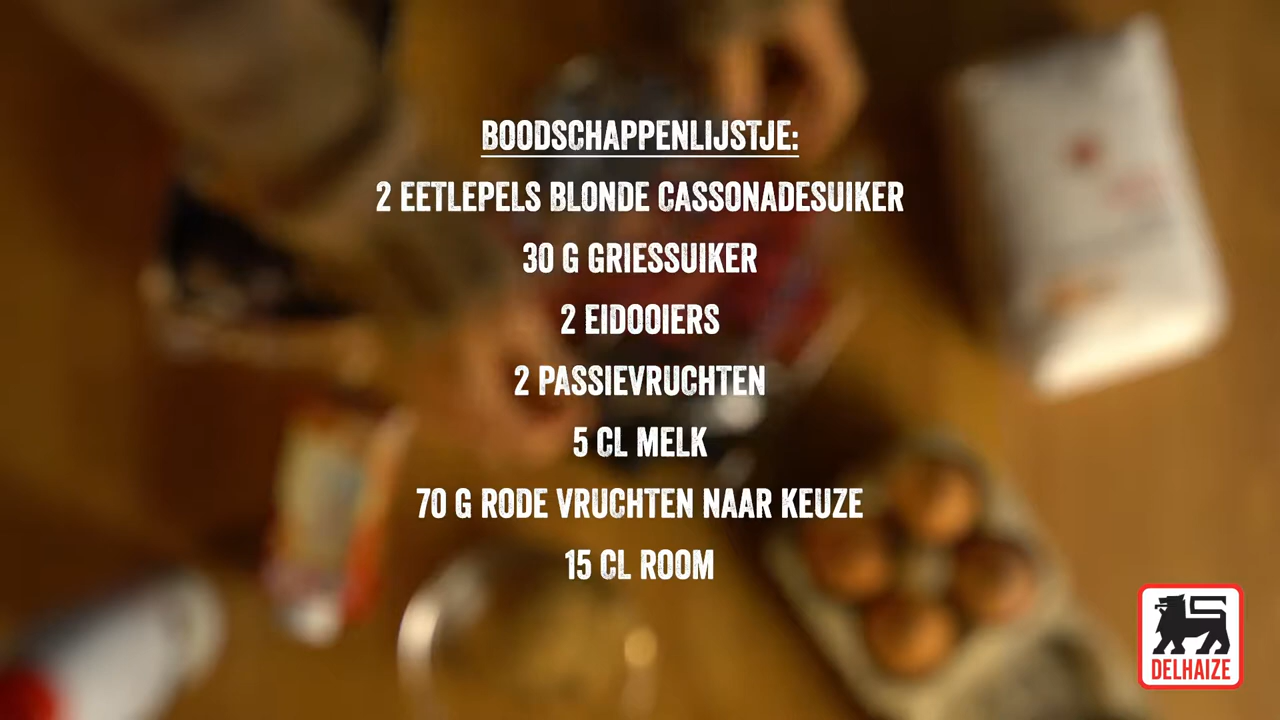 BOODSCHAPPENLIJSTJE:
2 EETLEPELS BLONDE CASSONADESUIKER
30 G GRIESSUIKER
2 EIDOOIERS
2 PASSIEVRUCHTEN
5 CL MELK
70 G RODE VRUCHTEN NAAR KEUZE
15 CL ROOM
DELHAIZE